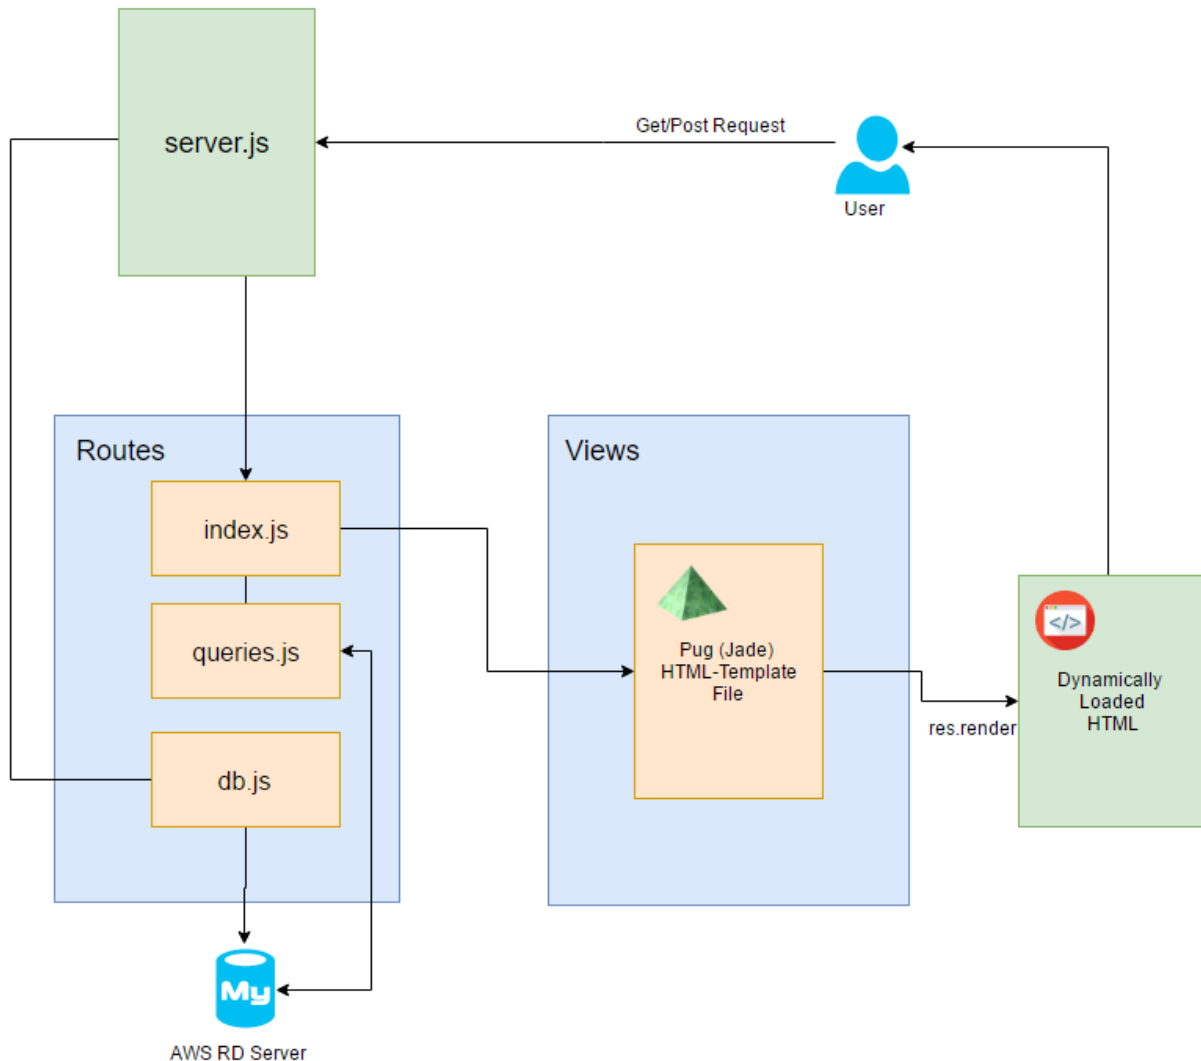 server.js
Get/Post Request
User
Routes
index.js
queries.js
db.js
Views
Pug (Jade)
HTML-Template
File
res.render
</>
Dynamically
Loaded
HTML
My
AWS RD Server